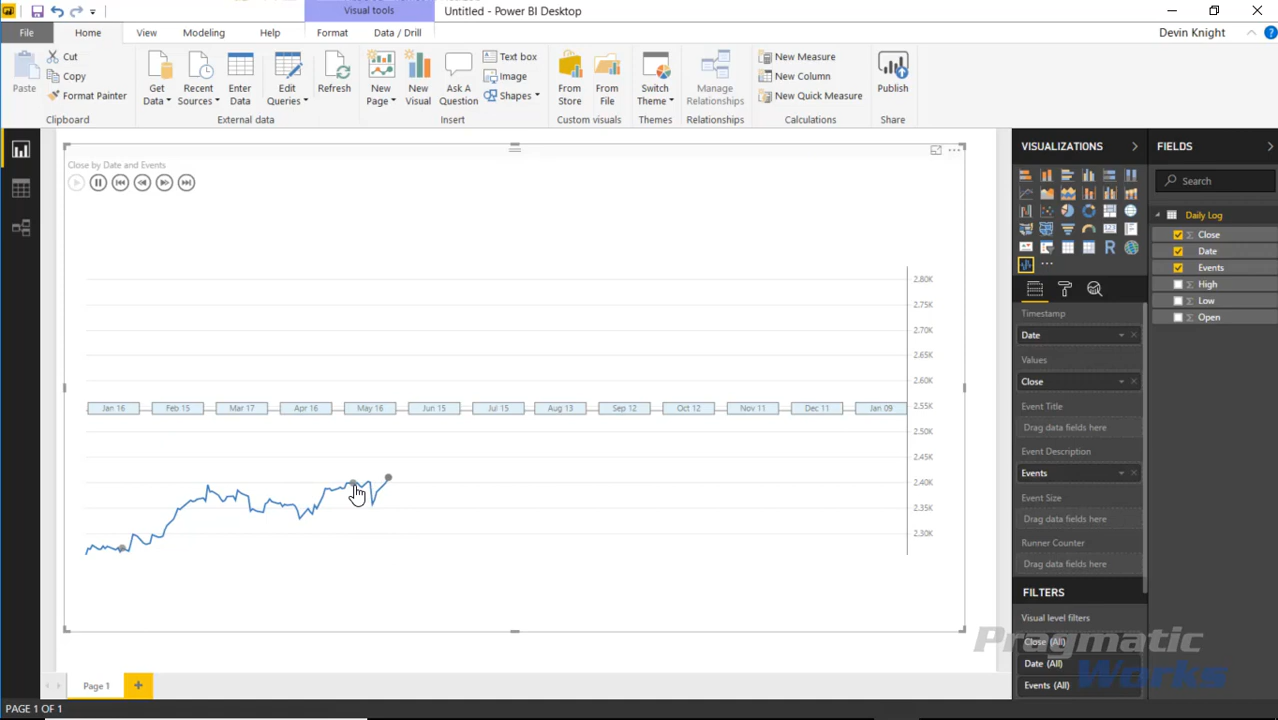 Visual tools
Untitled - Power BI Desktop
File
Home
View
Modeling
Help
Format
Data / Drill
Devin Knight
Paste
Cut
Copy
Format Painter
Clipboard
Get Data
Recent Sources
Enter Data
Edit Queries
Refresh
External data
New Page
New Visual
Ask A Question
Text box
Image
Shapes
Insert
From Store
From File
Custom visuals
Switch Theme
Themes
Manage Relationships
Relationships
New Measure
New Column
New Quick Measure
Calculations
Publish
Share
Close by Date and Events
2.80K
2.75K
2.70K
2.65K
2.60K
2.55K
2.50K
2.45K
2.40K
2.35K
2.30K
Jan 16
Feb 15
Mar 17
Apr 16
May 16
Jun 15
Jul 15
Aug 13
Sep 12
Oct 12
Nov 11
Dec 11
Jan 09
VISUALIZATIONS
R
Timestamp
Date
Values
Close
Event Title
Drag data fields here
Event Description
Events
Event Size
Drag data fields here
Runner Counter
Drag data fields here
FILTERS
Visual level filters
Close (All)
Date (All)
Events (All)
FIELDS
Search
Daily Log
Σ Close
Date
Events
Σ High
Σ Low
Σ Open
Pragmatic
Works
Page 1
PAGE 1 OF 1